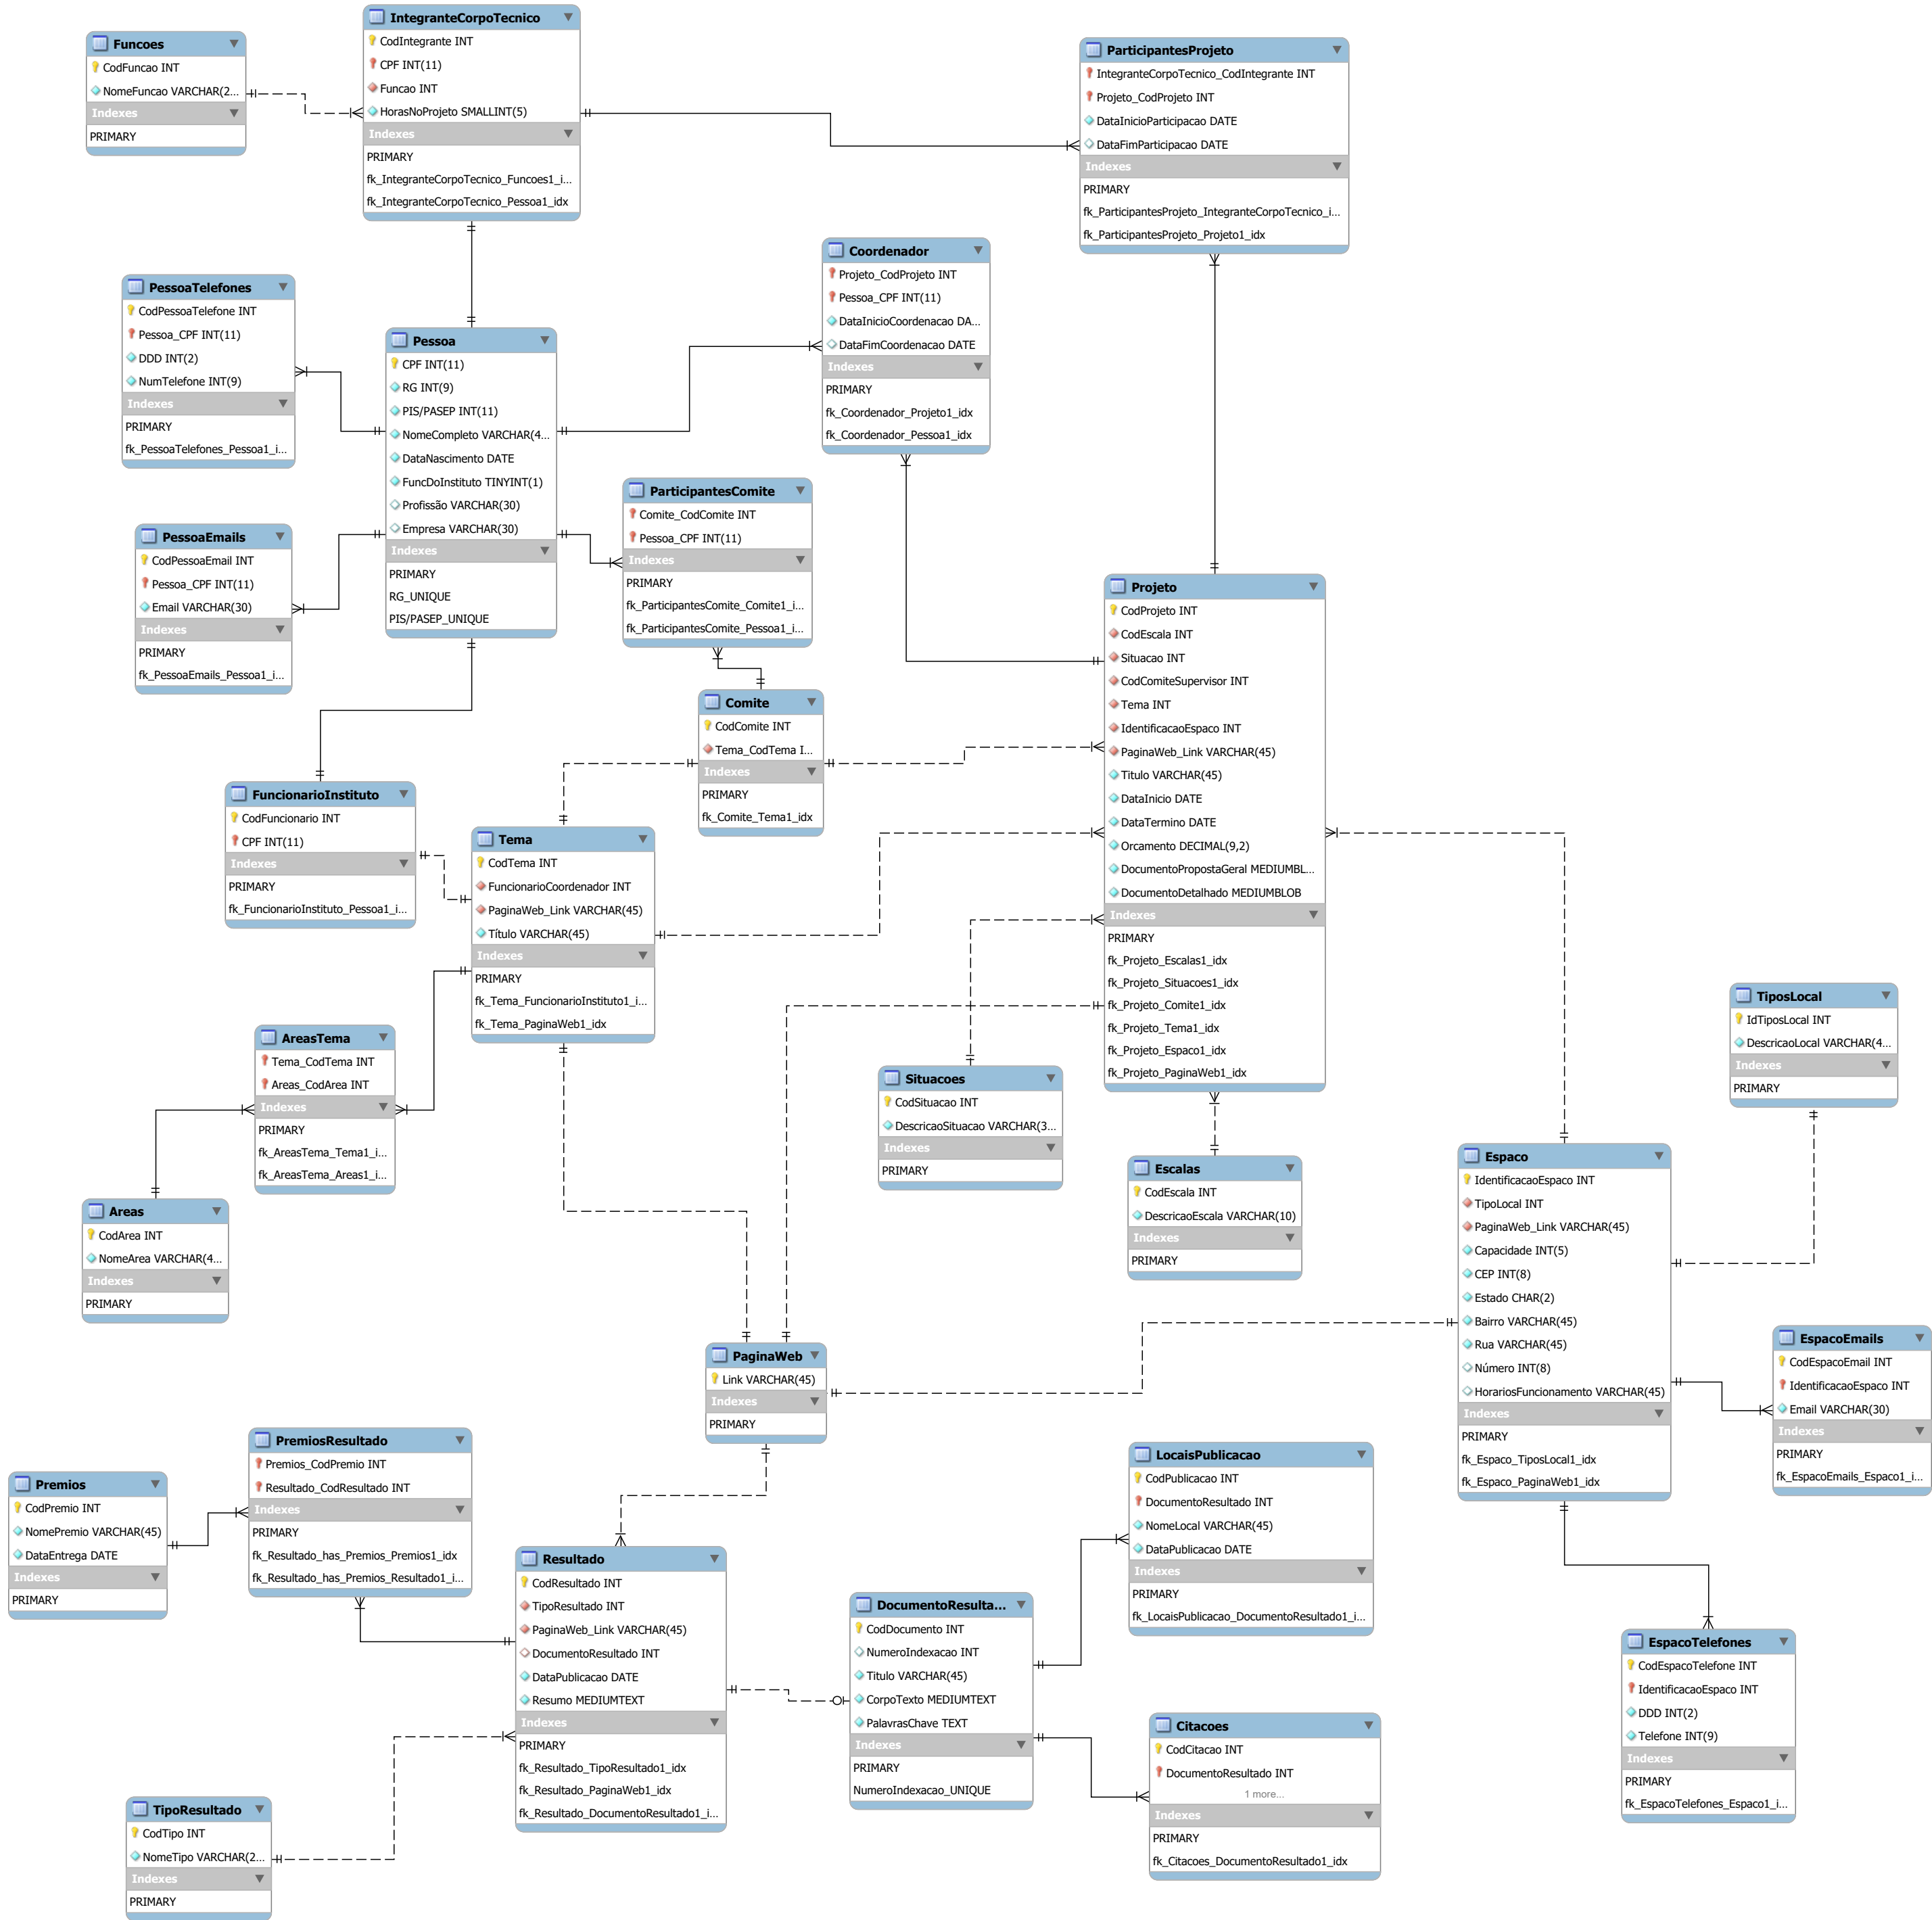 Funcoes
CodFuncao INT
NomeFuncao VARCHAR(2...
Indexes
PRIMARY
IntegranteCorpoTecnico
CodIntegrante INT
CPF INT(11)
Funcao INT
HorasNoProjeto SMALLINT(5)
Indexes
PRIMARY
fk_IntegranteCorpoTecnico_Funcoes1_i...
fk_IntegranteCorpoTecnico_Pessoa1_idx
ParticipantesProjeto
IntegranteCorpoTecnico_CodIntegrante INT
Projeto_CodProjeto INT
DataInicioParticipacao DATE
DataFimParticipacao DATE
Indexes
PRIMARY
fk_ParticipantesProjeto_IntegranteCorpoTecnico_i...
fk_ParticipantesProjeto_Projeto1_idx
Coordenador
Projeto_CodProjeto INT
Pessoa_CPF INT(11)
DataInicioCoordenacao DA...
DataFimCoordenacao DATE
Indexes
PRIMARY
fk_Coordenador_Projeto1_idx
fk_Coordenador_Pessoa1_idx
PessoaTelefones
CodPessoaTelefone INT
Pessoa_CPF INT(11)
DDD INT(2)
NumTelefone INT(9)
Indexes
PRIMARY
fk_PessoaTelefones_Pessoa1_i...
Pessoa
CPF INT(11)
RG INT(9)
PIS/PASEP INT(11)
NomeCompleto VARCHAR(4...
DataNascimento DATE
FuncDoInstituto TINYINT(1)
Profissão VARCHAR(30)
Empresa VARCHAR(30)
Indexes
PRIMARY
RG_UNIQUE
PIS/PASEP_UNIQUE
ParticipantesComite
Comite_CodComite INT
Pessoa_CPF INT(11)
Indexes
PRIMARY
fk_ParticipantesComite_Comite1_i...
fk_ParticipantesComite_Pessoa1_i...
PessoaEmails
CodPessoaEmail INT
Pessoa_CPF INT(11)
Email VARCHAR(30)
Indexes
PRIMARY
fk_PessoaEmails_Pessoa1_i...
Projeto
CodProjeto INT
CodEscala INT
Situacao INT
CodComiteSupervisor INT
Tema INT
IdentificacaoEspaco INT
PaginaWeb_Link VARCHAR(45)
Titulo VARCHAR(45)
DataInicio DATE
DataTermino DATE
Orcamento DECIMAL(9,2)
DocumentoPropostaGeral MEDIUMBL...
DocumentoDetalhado MEDIUMBLOB
Indexes
PRIMARY
fk_Projeto_Escalas1_idx
fk_Projeto_Situacoes1_idx
fk_Projeto_Comite1_idx
fk_Projeto_Tema1_idx
fk_Projeto_Espaco1_idx
fk_Projeto_PaginaWeb1_idx
Comite
CodComite INT
Tema_CodTema I...
Indexes
PRIMARY
fk_Comite_Tema1_idx
FuncionarioInstituto
CodFuncionario INT
CPF INT(11)
Indexes
PRIMARY
fk_FuncionarioInstituto_Pessoa1_i...
Tema
CodTema INT
FuncionarioCoordenador INT
PaginaWeb_Link VARCHAR(45)
Título VARCHAR(45)
Indexes
PRIMARY
fk_Tema_FuncionarioInstituto1_i...
fk_Tema_PaginaWeb1_idx
AreasTema
Tema_CodTema INT
Areas_CodArea INT
Indexes
PRIMARY
fk_AreasTema_Tema1_i...
fk_AreasTema_Areas1_i...
Situacoes
CodSituacao INT
DescricaoSituacao VARCHAR(3...
Indexes
PRIMARY
TiposLocal
IdTiposLocal INT
DescricaoLocal VARCHAR(4...
Indexes
PRIMARY
Escalas
CodEscala INT
DescricaoEscala VARCHAR(10)
Indexes
PRIMARY
Areas
CodArea INT
NomeArea VARCHAR(4...
Indexes
PRIMARY
Espaco
IdentificacaoEspaco INT
TipoLocal INT
PaginaWeb_Link VARCHAR(45)
Capacidade INT(5)
CEP INT(8)
Estado CHAR(2)
Bairro VARCHAR(45)
Rua VARCHAR(45)
Número INT(8)
HorariosFuncionamento VARCHAR(45)
Indexes
PRIMARY
fk_Espaco_TiposLocal1_idx
fk_Espaco_PaginaWeb1_idx
EspacoEmails
CodEspacoEmail INT
IdentificacaoEspaco INT
Email VARCHAR(30)
Indexes
PRIMARY
fk_EspacoEmails_Espaco1_i...
PaginaWeb
Link VARCHAR(45)
Indexes
PRIMARY
PremiosResultado
Premios_CodPremio INT
Resultado_CodResultado INT
Indexes
PRIMARY
fk_Resultado_has_Premios_Premios1_idx
fk_Resultado_has_Premios_Resultado1_i...
Premios
CodPremio INT
NomePremio VARCHAR(45)
DataEntrega DATE
Indexes
PRIMARY
LocaisPublicacao
CodPublicacao INT
DocumentoResultado INT
NomeLocal VARCHAR(45)
DataPublicacao DATE
Indexes
PRIMARY
fk_LocaisPublicacao_DocumentoResultado1_i...
Resultado
CodResultado INT
TipoResultado INT
PaginaWeb_Link VARCHAR(45)
DocumentoResultado INT
DataPublicacao DATE
Resumo MEDIUMTEXT
Indexes
PRIMARY
fk_Resultado_TipoResultado1_idx
fk_Resultado_PaginaWeb1_idx
fk_Resultado_DocumentoResultado1_i...
DocumentoResulta...
CodDocumento INT
NumeroIndexacao INT
Titulo VARCHAR(45)
CorpoTexto MEDIUMTEXT
PalavrasChave TEXT
Indexes
PRIMARY
NumeroIndexacao_UNIQUE
EspacoTelefones
CodEspacoTelefone INT
IdentificacaoEspaco INT
DDD INT(2)
Telefone INT(9)
Indexes
PRIMARY
fk_EspacoTelefones_Espaco1_i...
Citacoes
CodCitacao INT
DocumentoResultado INT
1 more...
Indexes
PRIMARY
fk_Citacoes_DocumentoResultado1_idx
TipoResultado
CodTipo INT
NomeTipo VARCHAR(2...
Indexes
PRIMARY